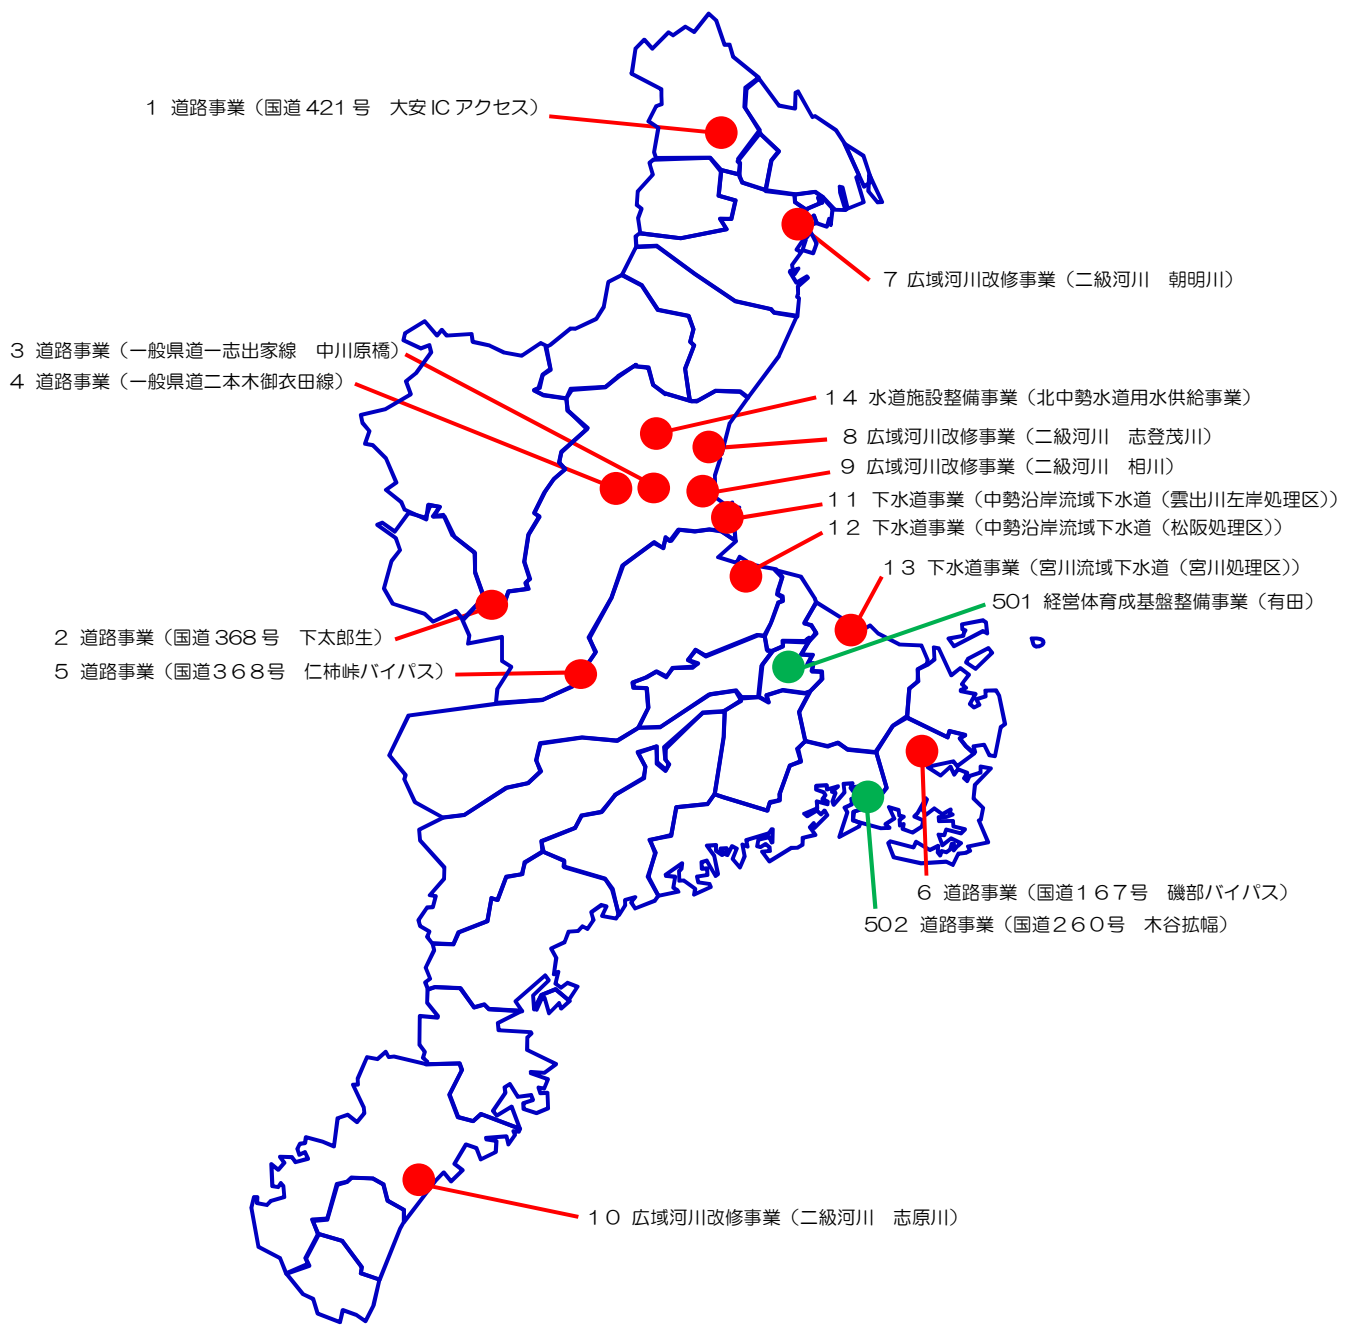 １ 道路事業（国道421号　大安ICアクセス）
７ 広域河川改修事業（二級河川　朝明川）
３ 道路事業（一般県道一志出家線　中川原橋）
４ 道路事業（一般県道二本木御衣田線）
１４ 水道施設整備事業（北中勢水道用水供給事業）
８ 広域河川改修事業（二級河川　志登茂川）
９ 広域河川改修事業（二級河川　相川）
１１ 下水道事業（中勢沿岸流域下水道（雲出川左岸処理区））
１２ 下水道事業（中勢沿岸流域下水道（松阪処理区））
１３ 下水道事業（宮川流域下水道（宮川処理区））
501 経営体育成基盤整備事業（有田）
２ 道路事業（国道368号　下太郎生）
５ 道路事業（国道３６８号　仁柿峠バイパス）
６ 道路事業（国道１６７号　磯部バイパス）
502 道路事業（国道２６０号　木谷拡幅）
１０ 広域河川改修事業（二級河川　志原川）